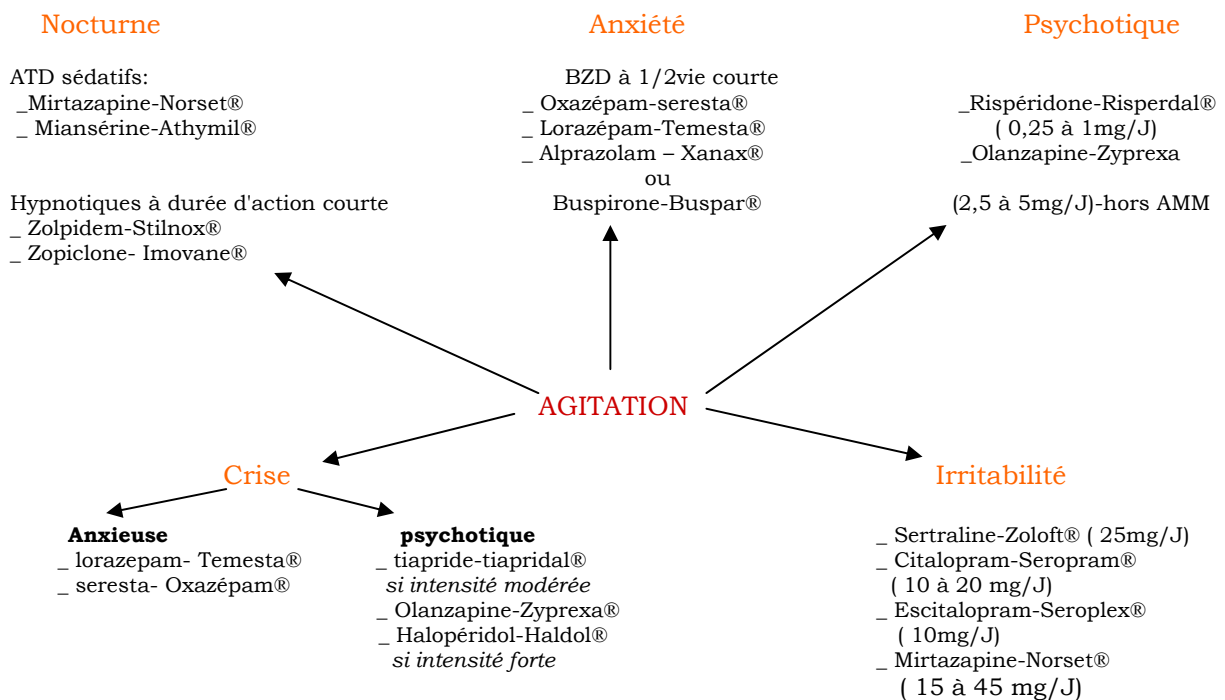 Nocturne
ATD sédatifs:
_Mirtazapine-Norset®
_ Miansérine-Athymil®
Hypnotiques à durée d'action courte
_ Zolpidem-Stilnox®
_ Zopiclone- Imovane®
Anxiété
BZD à 1/2vie courte
_ Oxazépam-seresta®
_ Lorazépam-Temesta®
_ Alprazolam – Xanax®
ou
Buspirone-Buspar®
Psychotique
_Rispéridone-Risperdal®
( 0,25 à 1mg/J)
_Olanzapine-Zyprexa
(2,5 à 5mg/J)-hors AMM
AGITATION
Crise
Anxieuse
_ lorazepam- Temesta®
_ seresta- Oxazépam®
psychotique
_ tiapride-tiapridal®
si intensité modérée
_ Olanzapine-Zyprexa®
_ Halopéridol-Haldol®
si intensité forte
Irritabilité
_ Sertraline-Zoloft® ( 25mg/J)
_ Citalopram-Seropram®
( 10 à 20 mg/J)
_ Escitalopram-Seroplex®
( 10mg/J)
_ Mirtazapine-Norset®
( 15 à 45 mg/J)